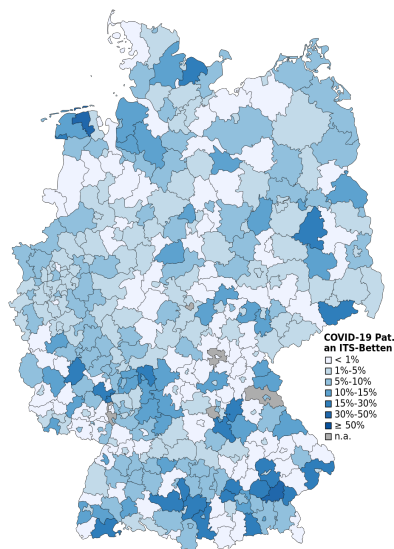 COVID-19 Pat.
an ITS-Betten
< 1%
1%-5%
5%-10%
10%-15%
15%-30%
30%-50%
≥ 50%
n.a.